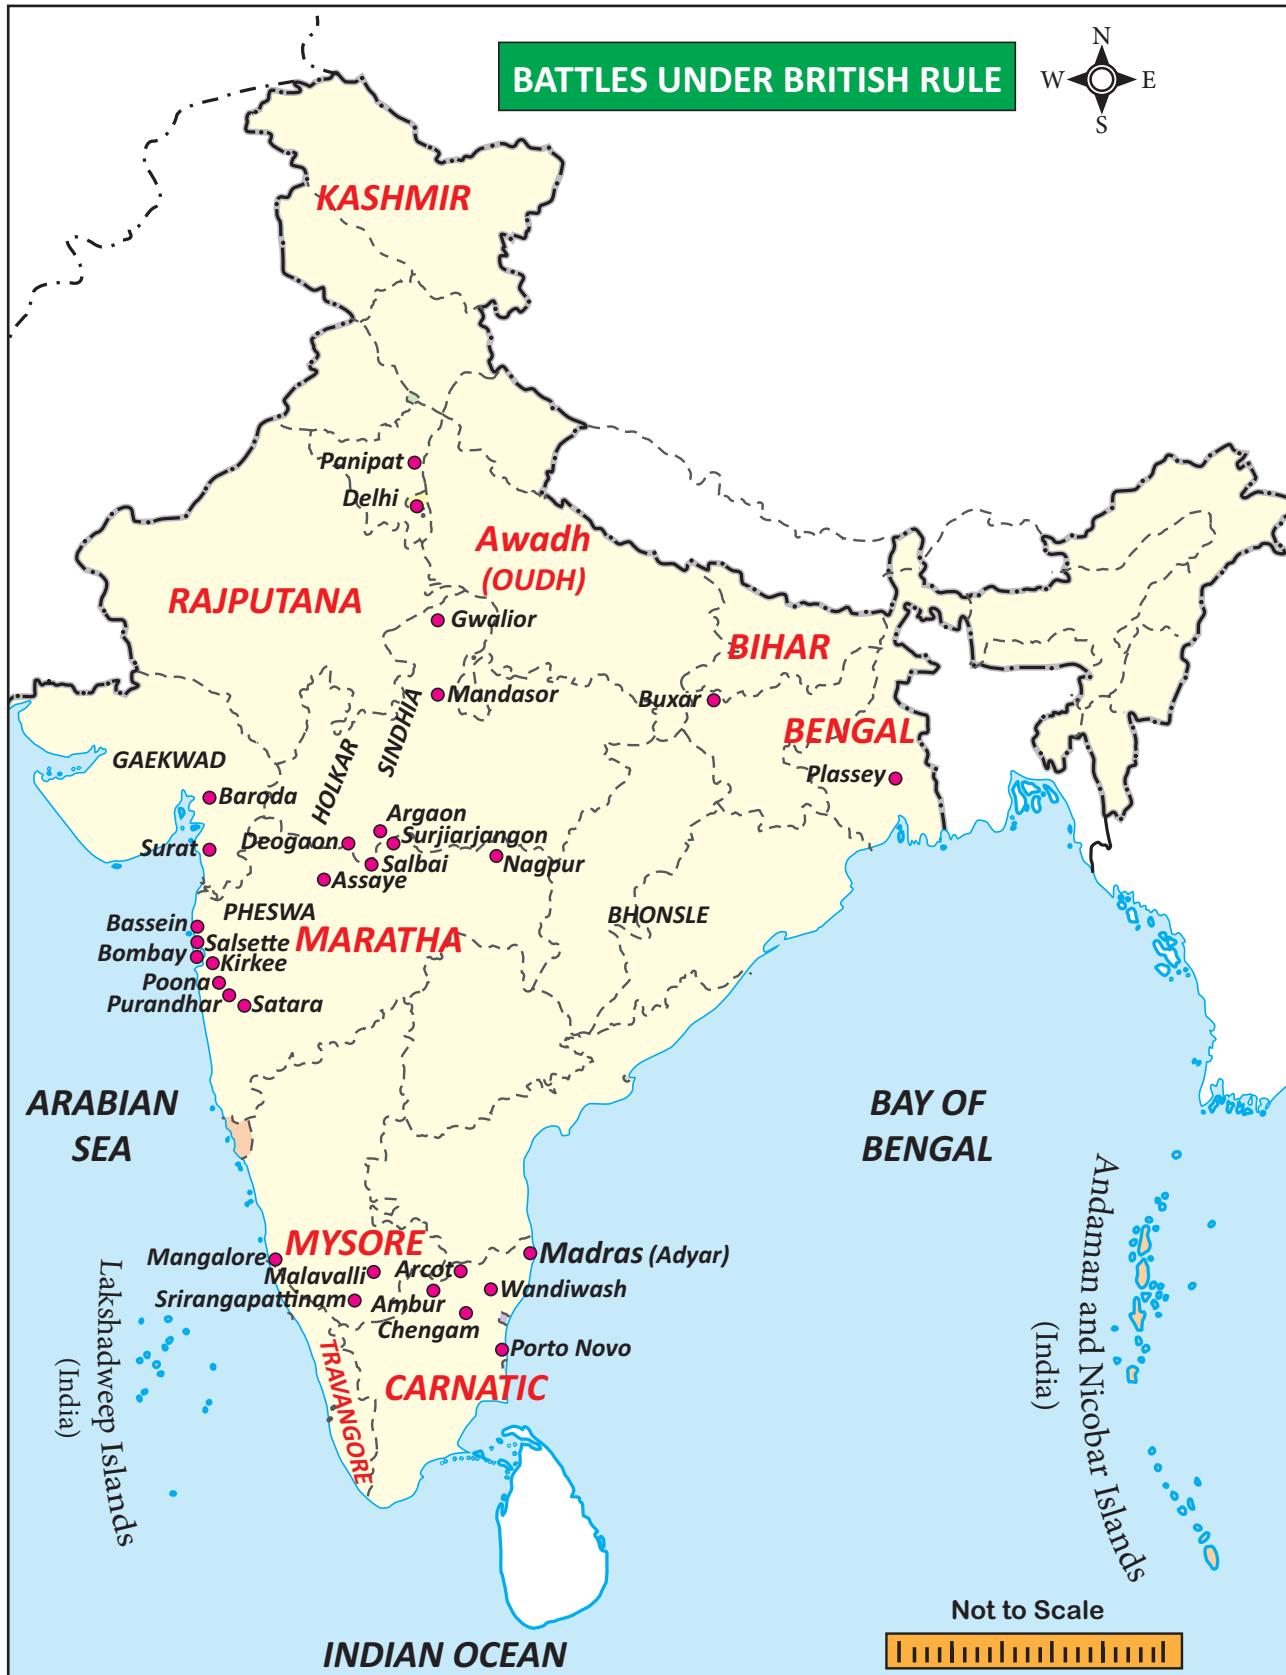 BATTLES UNDER BRITISH RULE
N
W
E
S
KASHMIR
Panipat
Delhi
Awadh
(OUDH)
RAJPUTANA
Gwalior
BIHAR
Mandasor
Buxar
SINDHIA
BENGAL
HOLKAR
GAEKWAD
Plassey
Baroda
Argaon
Deogaon
Surjiarjangon
Surat
Salbai
Nagpur
Assaye
PHESWA
BHONSLE
Bassein
MARATHA
Salsette
Bombay
Kirkee
Poona
Purandhar
Satara
ARABIAN
SEA
BAY OF
BENGAL
MYSORE
Mangalore
Madras (Adyar)
Malavalli
Arcot
Srirangapattinam
Ambur
Wandiwash
Chengam
Porto Novo
TRAVANGORE
CARNATIC
Lakshadweep Islands
(India)
Andaman and Nicobar Islands
(India)
Not to Scale
INDIAN OCEAN